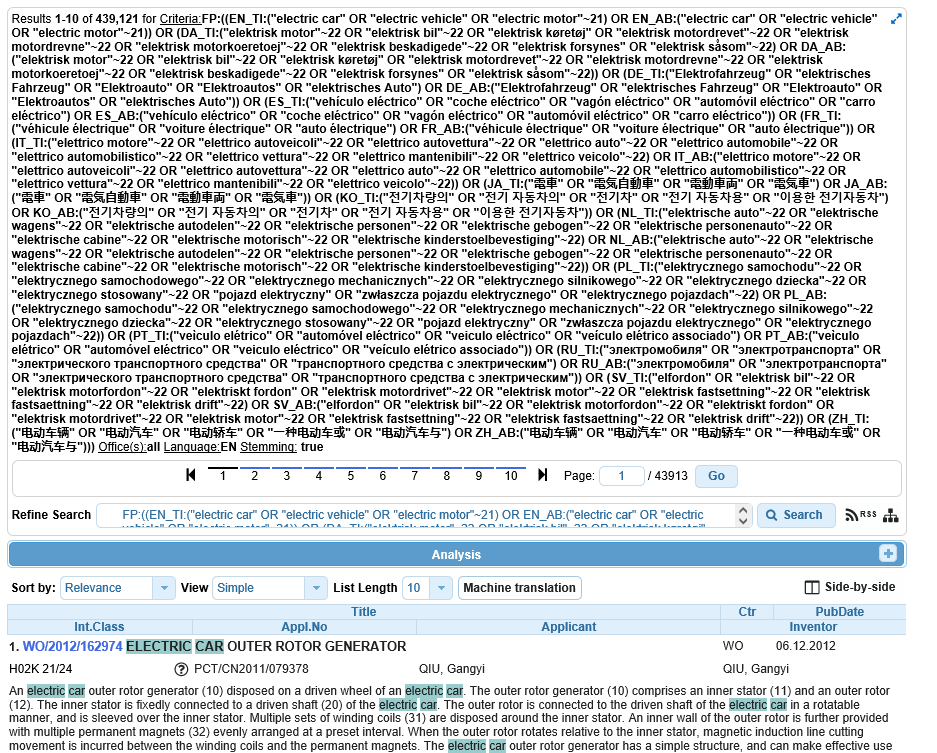 Results 1-10 of 439,121 for Criteria:FP:((EN_TI:("electric car" OR "electric vehicle" OR "electric motor"~21) OR EN_AB:("electric car" OR "electric vehicle"
OR "electric motor"~21)) OR (DA_TI:("elektrisk motor"~22 OR "elektrisk bil"~22 OR "elektrisk køretøj"~22 OR "elektrisk motordrevet"~22 OR "elektrisk
motordrevne"~22 OR "elektrisk motorkoeretoej"~22 OR "elektrisk beskadigede"~22 OR "elektrisk forsynes"~22 OR "elektrisk såsom"~22) OR DA_AB:
("elektrisk motor"~22 OR "elektrisk bil"~22 OR "elektrisk køretøj"~22 OR "elektrisk motordrevet"~22 OR "elektrisk motordrevne"~22 OR "elektrisk
motorkoeretoej"~22 OR "elektrisk beskadigede"~22 OR "elektrisk forsynes"~22 OR "elektrisk såsom"~22)) OR (DE_TI:("Elektrofahrzeug" OR "elektrisches
Fahrzeug" OR "Elektroauto" OR "Elektroautos" OR "elektrisches Auto") OR DE_AB:("Elektrofahrzeug" OR "elektrisches Fahrzeug" OR "Elektroauto" OR
"Elektroautos" OR "elektrisches Auto")) OR (ES_TI:("vehículo eléctrico" OR "coche eléctrico" OR "vagón eléctrico" OR "automóvil eléctrico" OR "carro
eléctrico") OR ES_AB:("vehículo eléctrico" OR "coche eléctrico" OR "vagón eléctrico" OR "automóvil eléctrico" OR "carro eléctrico")) OR (FR_TI:
("véhicule électrique" OR "voiture électrique" OR "auto électrique") OR FR_AB:("véhicule électrique" OR "voiture électrique" OR "auto électrique")) OR
(IT_TI:("elettrico motore"~22 OR "elettrico autoveicoli"~22 OR "elettrico autovettura"~22 OR "elettrico auto"~22 OR "elettrico automobile"~22 OR
"elettrico automobilistico"~22 OR "elettrico vettura"~22 OR "elettrico mantenibili"~22 OR "elettrico veicolo"~22) OR IT_AB:("elettrico motore"~22 OR
"elettrico autoveicoli"~22 OR "elettrico autovettura"~22 OR "elettrico auto"~22 OR "elettrico automobile"~22 OR "elettrico automobilistico"~22 OR
"elettrico vettura"~22 OR "elettrico mantenibili"~22 OR "elettrico veicolo"~22)) OR (JA_TI:("電車" OR "電気自動車" OR "電動車両" OR "電気車") OR JA_AB:
("電車" OR "電気自動車" OR "電動車両" OR "電気車")) OR (KO_TI:("전기차량의" OR "전기 자동차의" OR "전기차" OR "전기 자동차용" OR "이용한 전기자동차")
OR KO_AB:("전기차량의" OR "전기 자동차의" OR "전기차" OR "전기 자동차용" OR "이용한 전기자동차")) OR (NL_TI:("elektrische auto"~22 OR "elektrische
wagens"~22 OR "elektrische autodelen"~22 OR "elektrische personen"~22 OR "elektrische gebogen"~22 OR "elektrische personenauto"~22 OR
"elektrische cabine"~22 OR "elektrische motorisch"~22 OR "elektrische kinderstoelbevestiging"~22) OR NL_AB:("elektrische auto"~22 OR "elektrische
wagens"~22 OR "elektrische autodelen"~22 OR "elektrische personen"~22 OR "elektrische gebogen"~22 OR "elektrische personenauto"~22 OR
"elektrische cabine"~22 OR "elektrische motorisch"~22 OR "elektrische kinderstoelbevestiging"~22)) OR (PL_TI:("elektrycznego samochodu"~22 OR
"elektrycznego samochodowego"~22 OR "elektrycznego mechanicznych"~22 OR "elektrycznego silnikowego"~22 OR "elektrycznego dziecka"~22 OR
"elektrycznego stosowany"~22 OR "pojazd elektryczny" OR "zwłaszcza pojazdu elektrycznego" OR "elektrycznego pojazdach"~22) OR PL_AB:
("elektrycznego samochodu"~22 OR "elektrycznego samochodowego"~22 OR "elektrycznego mechanicznych"~22 OR "elektrycznego silnikowego"~22
OR "elektrycznego dziecka"~22 OR "elektrycznego stosowany"~22 OR "pojazd elektryczny" OR "zwłaszcza pojazdu elektrycznego" OR "elektrycznego
pojazdach"~22)) OR (PT_TI:("veiculo elétrico" OR "automóvel eléctrico" OR "veiculo eléctrico" OR "veículo elétrico associado") OR PT_AB:("veiculo
elétrico" OR "automóvel eléctrico" OR "veiculo eléctrico" OR "veículo elétrico associado")) OR (RU_TI:("электромобиля" OR "электротранспорта" OR
"электрического транспортного средства" OR "транспортного средства с электрическим") OR RU_AB:("электромобиля" OR "электротранспорта"
OR "электрического транспортного средства" OR "транспортного средства с электрическим")) OR (SV_TI:("elfordon" OR "elektrisk bil"~22 OR
"elektrisk motorfordon"~22 OR "elektriskt fordon" OR "elektrisk motordrivet"~22 OR "elektrisk motor"~22 OR "elektrisk fastsettning"~22 OR "elektrisk
fastsaettning"~22 OR "elektrisk drift"~22) OR SV_AB:("elfordon" OR "elektrisk bil"~22 OR "elektrisk motorfordon"~22 OR "elektriskt fordon" OR
"elektrisk motordrivet"~22 OR "elektrisk motor"~22 OR "elektrisk fastsettning"~22 OR "elektrisk fastsaettning"~22 OR "elektrisk drift"~22)) OR (ZH_TI:
("电动车辆" OR "电动汽车" OR "电动轿车" OR "一种电动车或" OR "电动汽车与") OR ZH_AB:("电动车辆" OR "电动汽车" OR "电动轿车" OR "一种电动车或" OR
"电动汽车与"))) Office(s):all Language:EN Stemming: true
1 2 3 4 5 6 7 8 9 10 Page: 1 / 43913 Go
Refine Search FP:((EN_TI:("electric car" OR "electric vehicle" OR "electric motor"~21) OR EN_AB:("electric car" OR "electric Search RSS
Analysis
Sort by: Relevance View Simple List Length 10 Machine translation Side-by-side
Title Ctr PubDate
Int.Class Appl.No Applicant Inventor
1. WO/2012/162974 ELECTRIC CAR OUTER ROTOR GENERATOR WO 06.12.2012
H02K 21/24 PCT/CN2011/079378 QIU, Gangyi QIU, Gangyi
An electric car outer rotor generator (10) disposed on a driven wheel of an electric car. The outer rotor generator (10) comprises an inner stator (11) and an outer rotor
(12). The inner stator is fixedly connected to a driven shaft (20) of the electric car. The outer rotor is connected to the driven shaft of the electric car in a rotatable
manner, and is sleeved over the inner stator. Multiple sets of winding coils (31) are disposed around the inner stator. An inner wall of the outer rotor is further provided
with multiple permanent magnets (32) evenly arranged at a preset interval. When the outer rotor rotates relative to the inner stator, magnetic induction line cutting
movement is incurred between the winding coils and the permanent magnets. The electric car outer rotor generator has a simple structure, and can make effective use